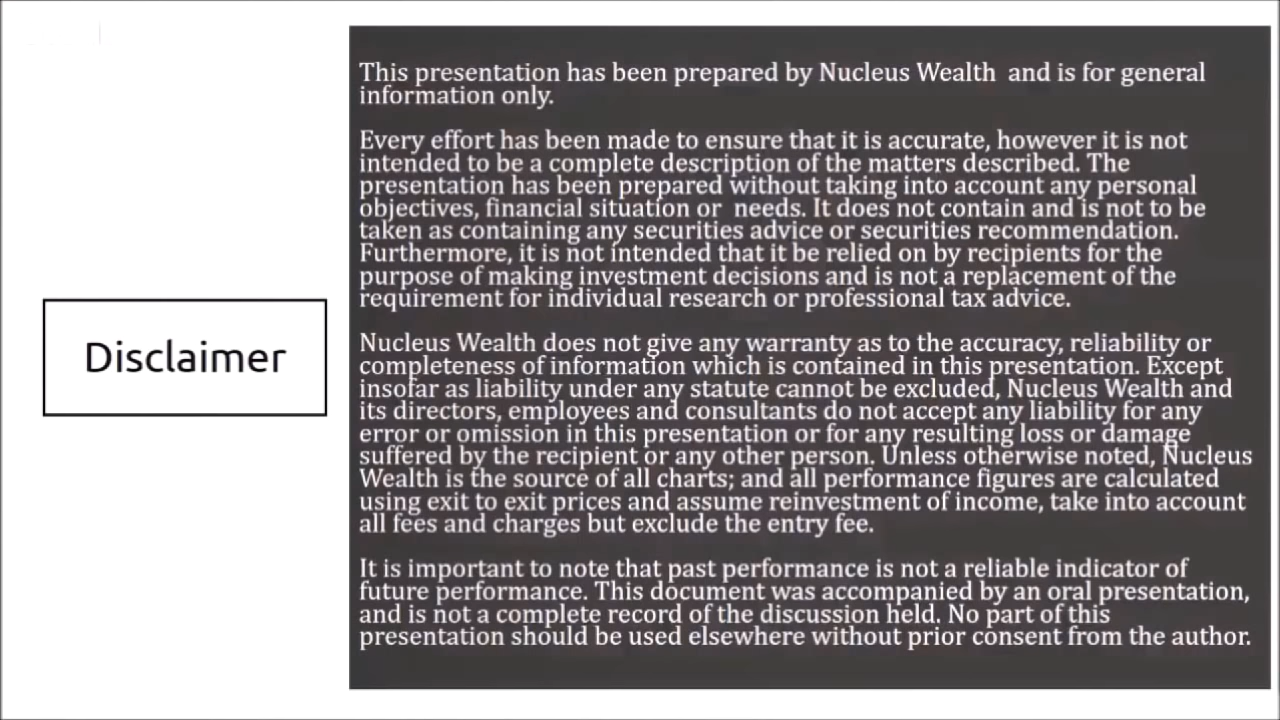 Disclaimer
This presentation has been prepared by Nucleus Wealth  and is for general
information only.
Every effort has been made to ensure that it is accurate, however it is not
intended to be a complete description of the matters described. The
presentation has been prepared without taking into account any personal
objectives, financial situation or  needs. It does not contain and is not to be
taken as containing any securities advice or securities recommendation.
Furthermore, it is not intended that it be relied on by recipients for the
purpose of making investment decisions and is not a replacement of the
requirement for individual research or professional tax advice.
Nucleus Wealth does not give any warranty as to the accuracy, reliability or
completeness of information which is contained in this presentation. Except
insofar as liability under any statute cannot be excluded, Nucleus Wealth and
its directors, employees and consultants do not accept any liability for any
error or omission in this presentation or for any resulting loss or damage
suffered by the recipient or any other person. Unless otherwise noted, Nucleus
Wealth is the source of all charts; and all performance figures are calculated
using exit to exit prices and assume reinvestment of income, take into account
all fees and charges but exclude the entry fee.
It is important to note that past performance is not a reliable indicator of
future performance. This document was accompanied by an oral presentation,
and is not a complete record of the discussion held. No part of this
presentation should be used elsewhere without prior consent from the author.